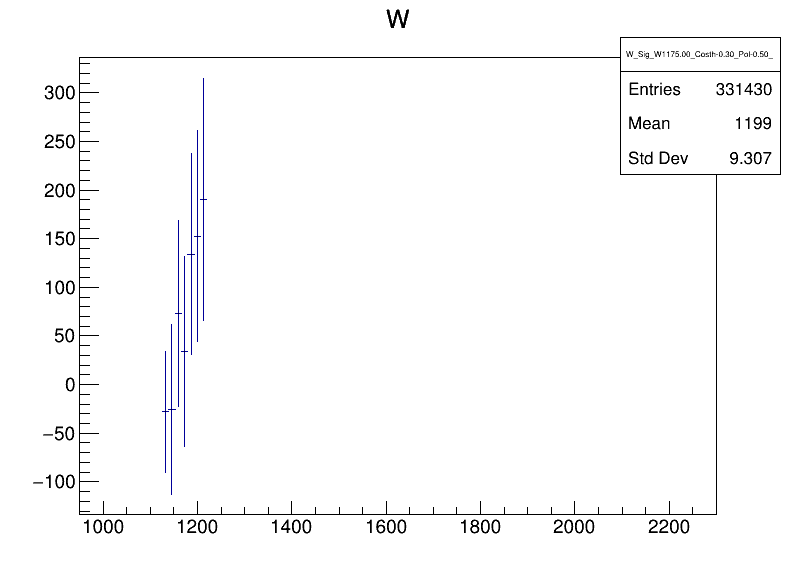 W
W_Sig_W1175.00_Costh-0.30_Pol-0.50_
Entries 331430
Mean 1199
Std Dev 9.307
300
250
200
150
100
50
0
−50
−100
1000 1200 1400 1600 1800 2000 2200